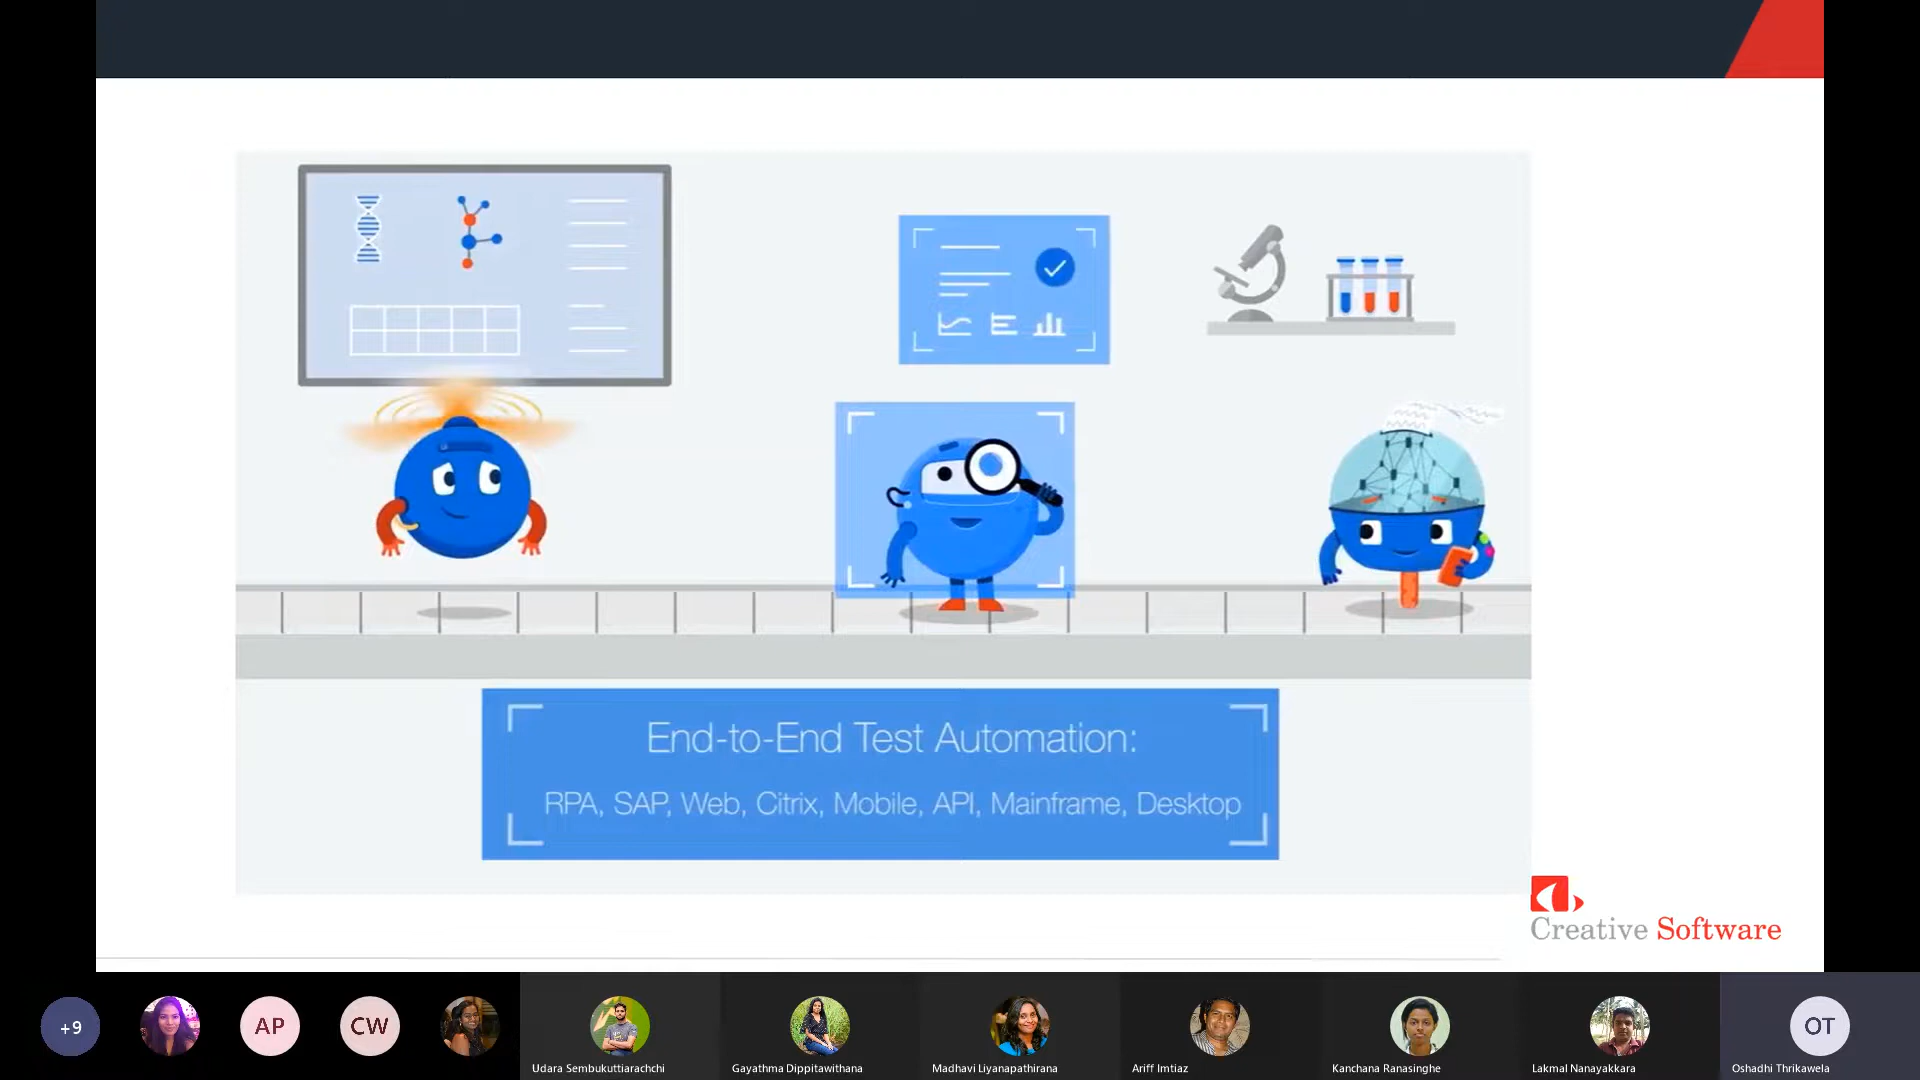 End-to-End Test Automation:
RPA, SAP, Web, Citrix, Mobile, API, Mainframe, Desktop
Creative Software
+9
AP
CW
OT
Udara Sembukuttiarachchi
Gayathma Dippitawithana
Madhavi Liyanapathirana
Ariff Imtiaz
Kanchana Ranasinghe
Lakmal Nanayakkara
Oshadhi Thrikawela